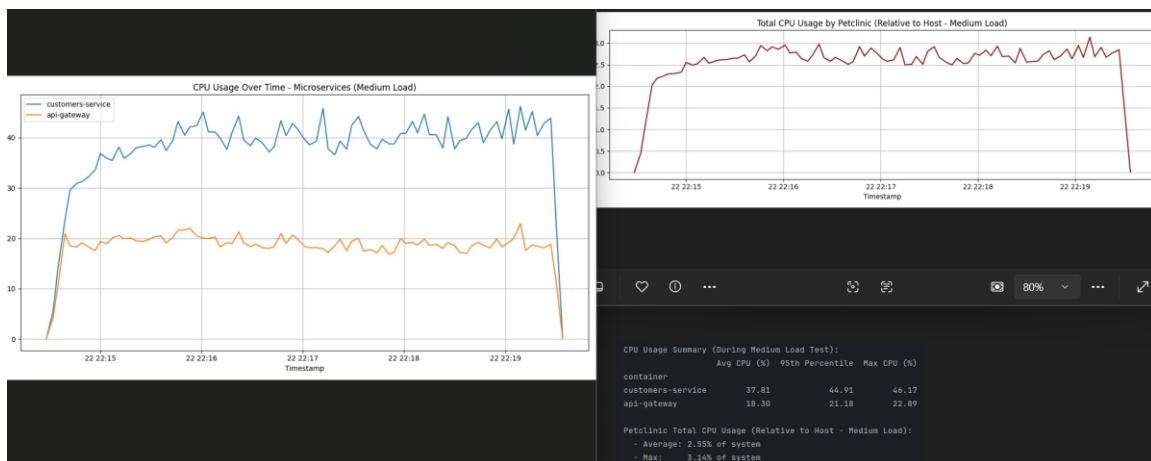 CPU Usage Over Time - Microservices (Medium Load)
customers-service
api-gateway
40
30
20
10
0
22 22:15 22 22:16 22 22:17 22 22:18 22 22:19
Timestamp
Total CPU Usage by Petclinic (Relative to Host - Medium Load)
22 22:15 22 22:16 22 22:17 22 22:18 22 22:19
Timestamp
80%
CPU Usage Summary (During Medium Load Test):
Avg CPU (%) 95th Percentile Max CPU (%)
container
customers-service 37.81 44.91 46.17
api-gateway 18.30 21.18 22.89
Petclinic Total CPU Usage (Relative to Host - Medium Load):
- Average: 2.55% of system
- Max: 3.14% of system